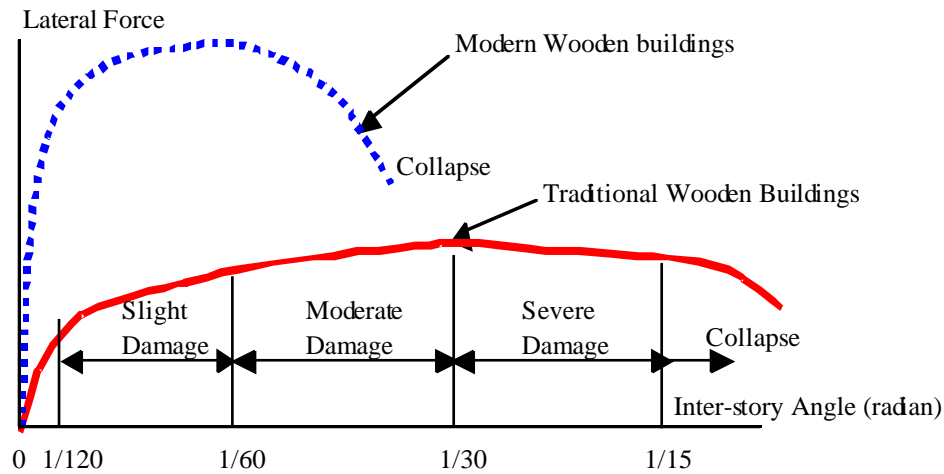 Lateral Force
Modern Wooden buildings
Collapse
Traditional Wooden Buildings
Slight
Damage
Moderate
Damage
Severe
Damage
Collapse
Inter-story Angle (radian)
0 1/120 1/60 1/30 1/15